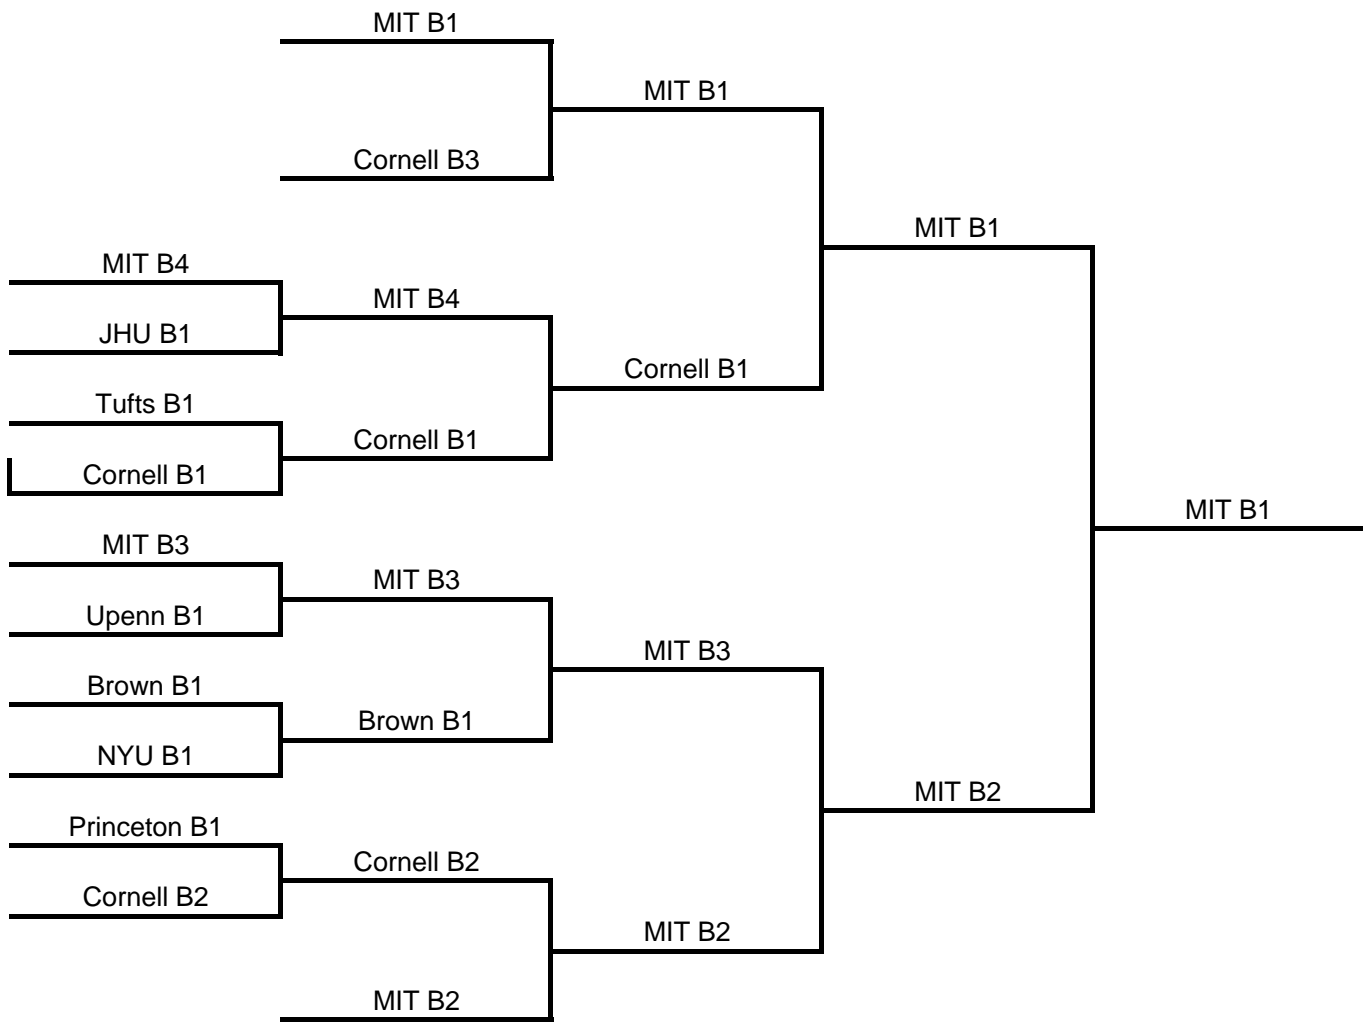 MIT B1
MIT B1
Cornell B3
MIT B1
MIT B4
MIT B4
JHU B1
Cornell B1
Tufts B1
Cornell B1
Cornell B1
MIT B1
MIT B3
MIT B3
Upenn B1
MIT B3
Brown B1
Brown B1
NYU B1
MIT B2
Princeton B1
Cornell B2
Cornell B2
MIT B2
MIT B2